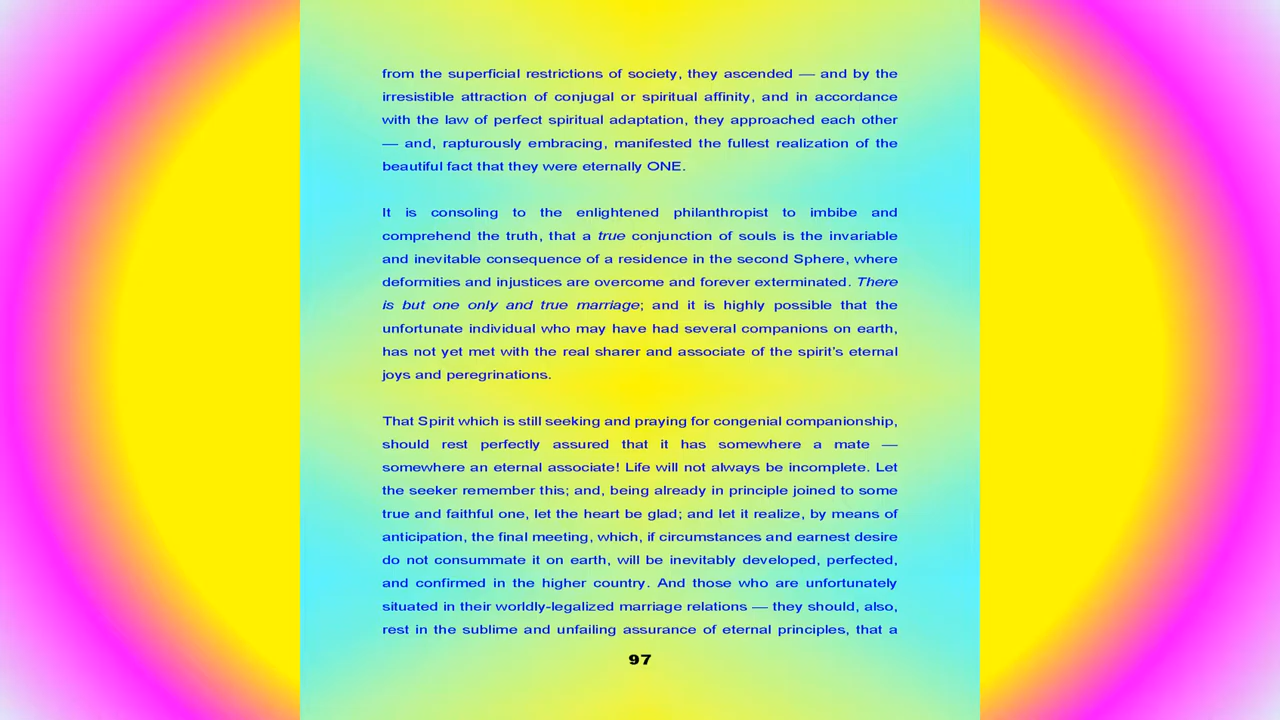 from the superficial restrictions of society, they ascended — and by the
irresistible attraction of conjugal or spiritual affinity, and in accordance
with the law of perfect spiritual adaptation, they approached each other
— and, rapturously embracing, manifested the fullest realization of the
beautiful fact that they were eternally ONE.
It is consoling to the enlightened philanthropist to imbibe and
comprehend the truth, that a true conjunction of souls is the invariable
and inevitable consequence of a residence in the second Sphere, where
deformities and injustices are overcome and forever exterminated. There
is but one only and true marriage; and it is highly possible that the
unfortunate individual who may have had several companions on earth,
has not yet met with the real sharer and associate of the spirit's eternal
joys and peregrinations.
That Spirit which is still seeking and praying for congenial companionship,
should rest perfectly assured that it has somewhere a mate —
somewhere an eternal associate! Life will not always be incomplete. Let
the seeker remember this; and, being already in principle joined to some
true and faithful one, let the heart be glad; and let it realize, by means of
anticipation, the final meeting, which, if circumstances and earnest desire
do not consummate it on earth, will be inevitably developed, perfected,
and confirmed in the higher country. And those who are unfortunately
situated in their worldly-legalized marriage relations — they should, also,
rest in the sublime and unfailing assurance of eternal principles, that a
97